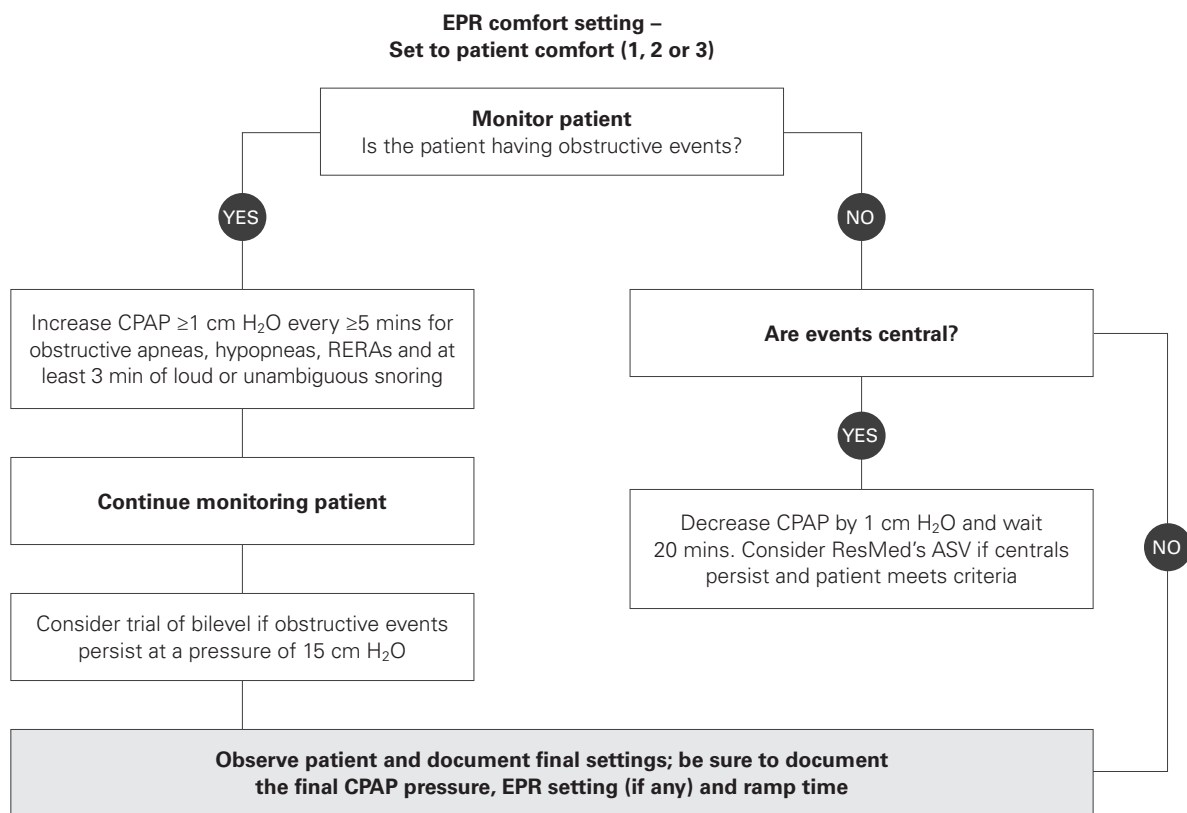 EPR comfort setting –
Set to patient comfort (1, 2 or 3)
Monitor patient
Is the patient having obstructive events?
YES
NO
Increase CPAP ≥1 cm H₂O every ≥5 mins for
obstructive apneas, hypopneas, RERAs and at
least 3 min of loud or unambiguous snoring
Are events central?
YES
Continue monitoring patient
Decrease CPAP by 1 cm H₂O and wait
20 mins. Consider ResMed’s ASV if centrals
persist and patient meets criteria
NO
Consider trial of bilevel if obstructive events
persist at a pressure of 15 cm H₂O
Observe patient and document final settings; be sure to document
the final CPAP pressure, EPR setting (if any) and ramp time